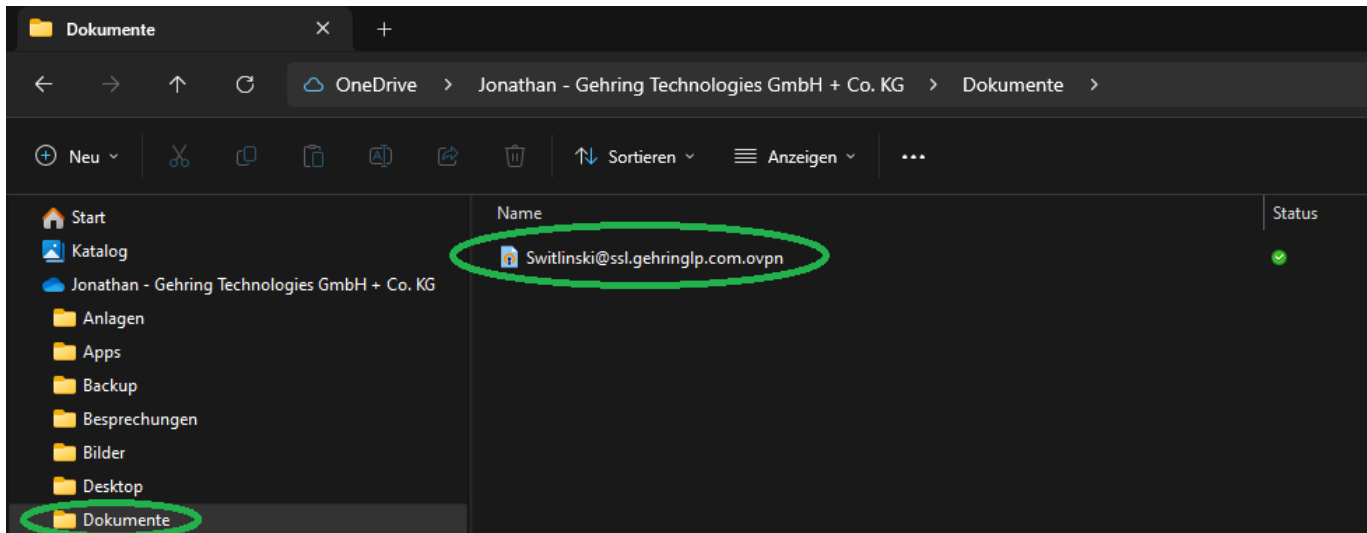 Dokumente
OneDrive > Jonathan - Gehring Technologies GmbH + Co. KG > Dokumente >
Neu Sortieren Anzeigen ...
Start
Katalog
Jonathan - Gehring Technologies GmbH + Co. KG
Anlagen
Apps
Backup
Besprechungen
Bilder
Desktop
Dokumente
Name Status
Switlinski@ssl.gehringlp.com.ovpn